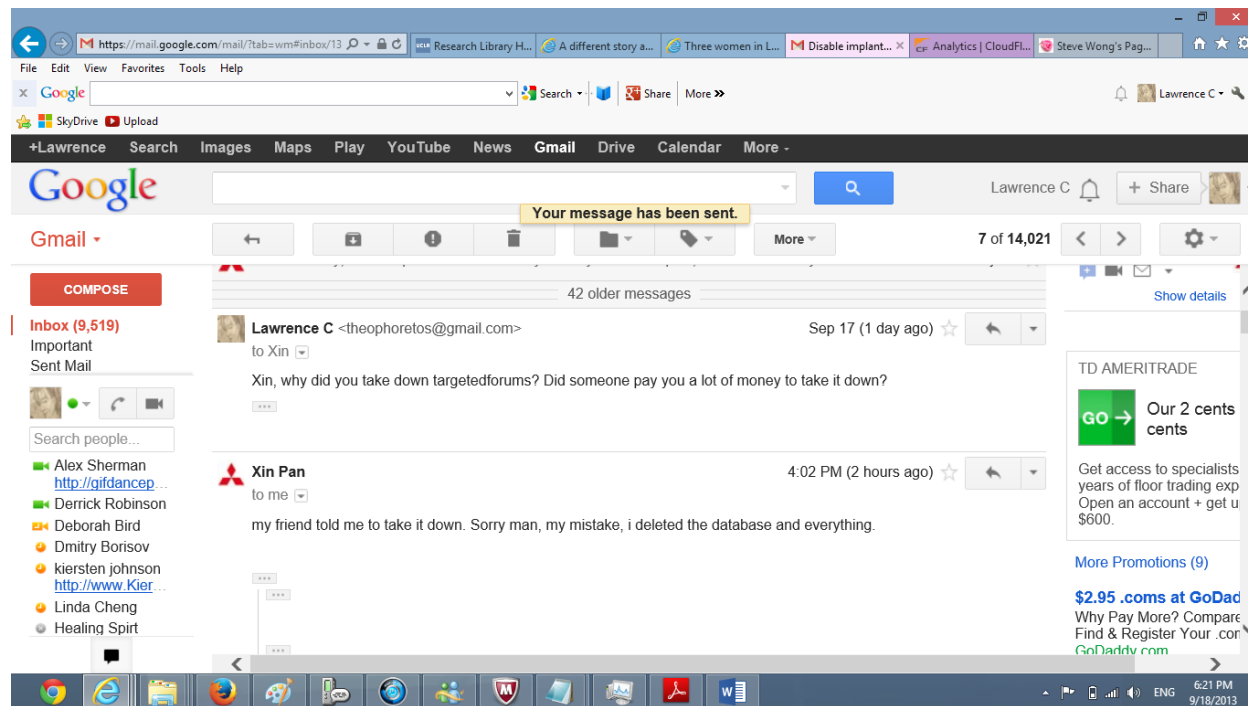 https://mail.google.com/mail/?tab=wm#inbox/13
Research Library H...
A different story a...
Three women in L...
Disable implant...
Analytics | CloudFl...
Steve Wong's Pag...
File Edit View Favorites Tools Help
x Google
Search
Share
More »
Lawrence C
SkyDrive
Upload
+Lawrence Search Images Maps Play YouTube News Gmail Drive Calendar More
Google
Lawrence C
+ Share
Your message has been sent.
Gmail
More
7 of 14,021
COMPOSE
42 older messages
Show details
Inbox (9,519)
Important
Sent Mail
Lawrence C <theophoretos@gmail.com>
Sep 17 (1 day ago)
to Xin
Xin, why did you take down targetedforums? Did someone pay you a lot of money to take it down?
Search people...
Alex Sherman
http://gifdancep...
Derrick Robinson
Deborah Bird
Dmitry Borisov
kiersten johnson
http://www.Kier...
Linda Cheng
Healing Spirt
Xin Pan
4:02 PM (2 hours ago)
to me
my friend told me to take it down. Sorry man, my mistake, i deleted the database and everything.
TD AMERITRADE
GO →
Our 2 cents
cents
Get access to specialists
years of floor trading exp
Open an account + get u
$600.
More Promotions (9)
$2.95 .coms at GoDad
Why Pay More? Compare
Find & Register Your .cor
GoDaddy.com
ENG
6:21 PM
9/18/2013